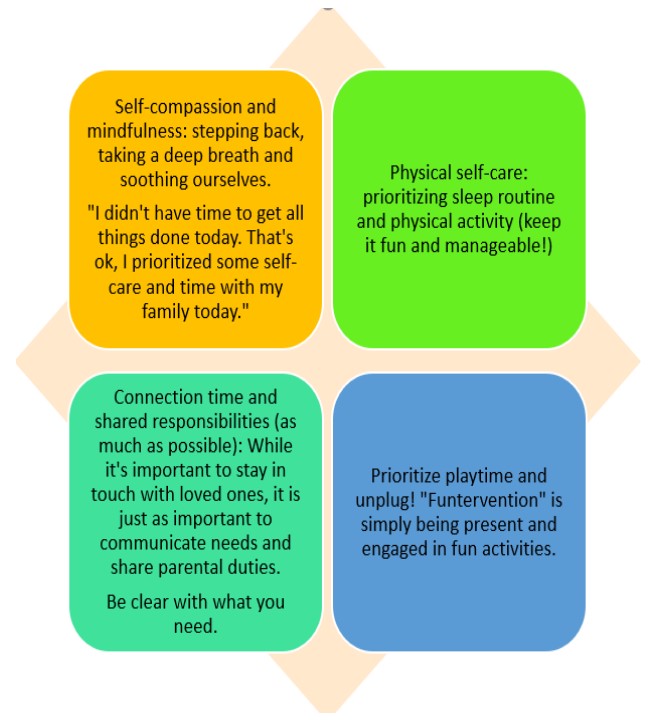 Self-compassion and
mindfulness: stepping back,
taking a deep breath and
soothing ourselves.
"I didn't have time to get all
things done today. That's
ok, I prioritized some self-
care and time with my
family today."
Physical self-care:
prioritizing sleep routine
and physical activity (keep
it fun and manageable!)
Connection time and
shared responsibilities (as
much as possible): While
it's important to stay in
touch with loved ones, it is
just as important to
communicate needs and
share parental duties.
Be clear with what you
need.
Prioritize playtime and
unplug! "Funtervention" is
simply being present and
engaged in fun activities.